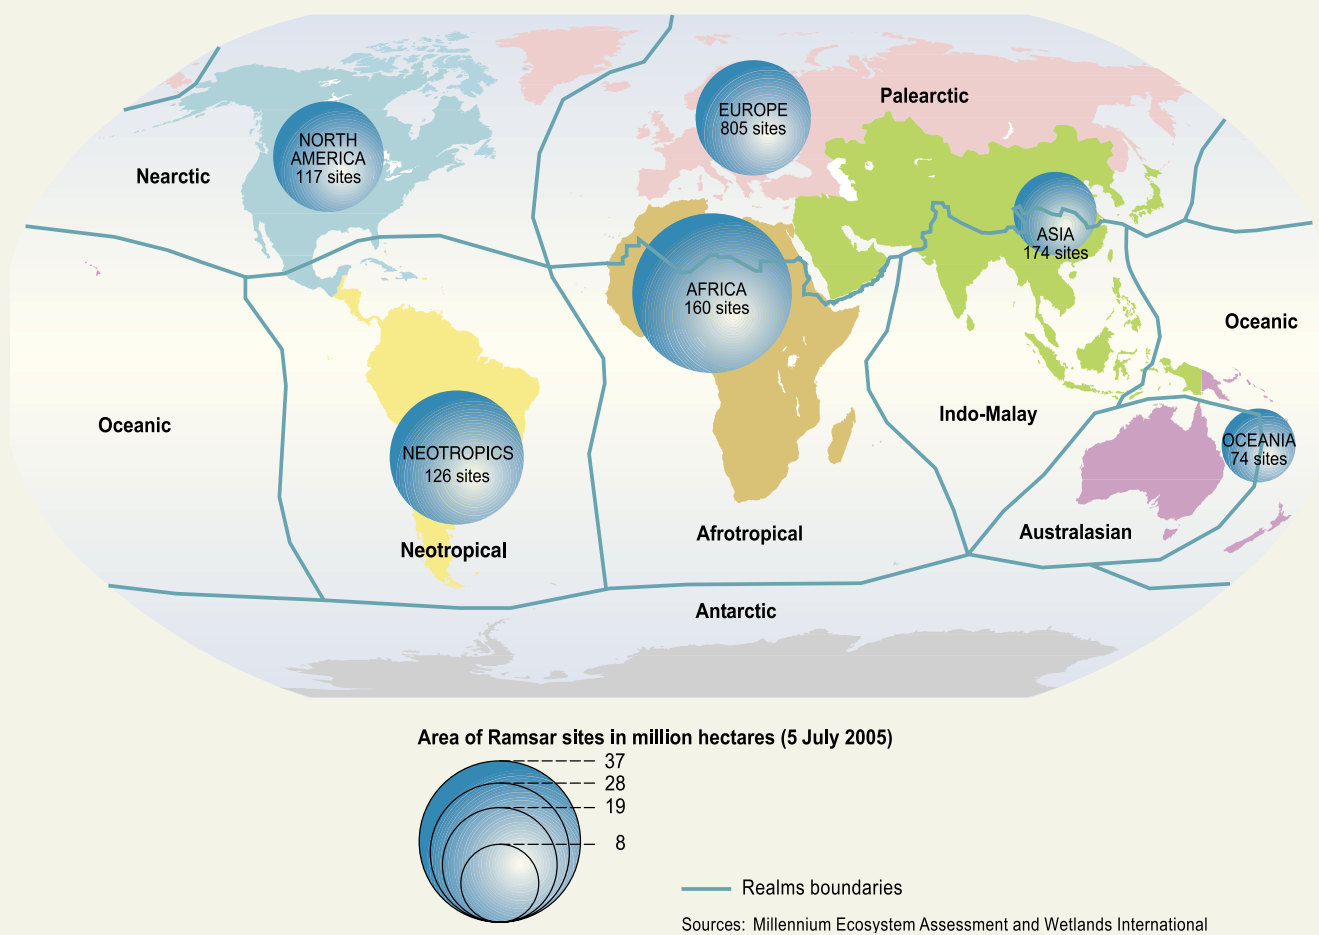 EUROPE
805 sites
Palearctic
NORTH
AMERICA
117 sites
Nearctic
ASIA
174 sites
AFRICA
160 sites
Oceanic
Oceanic
Indo-Malay
NEOTROPICS
126 sites
OCEANIA
74 sites
Neotropical
Afrotropical
Australasian
Antarctic
Area of Ramsar sites in million hectares (5 July 2005)
37
28
19
8
Realms boundaries
Sources: Millennium Ecosystem Assessment and Wetlands International